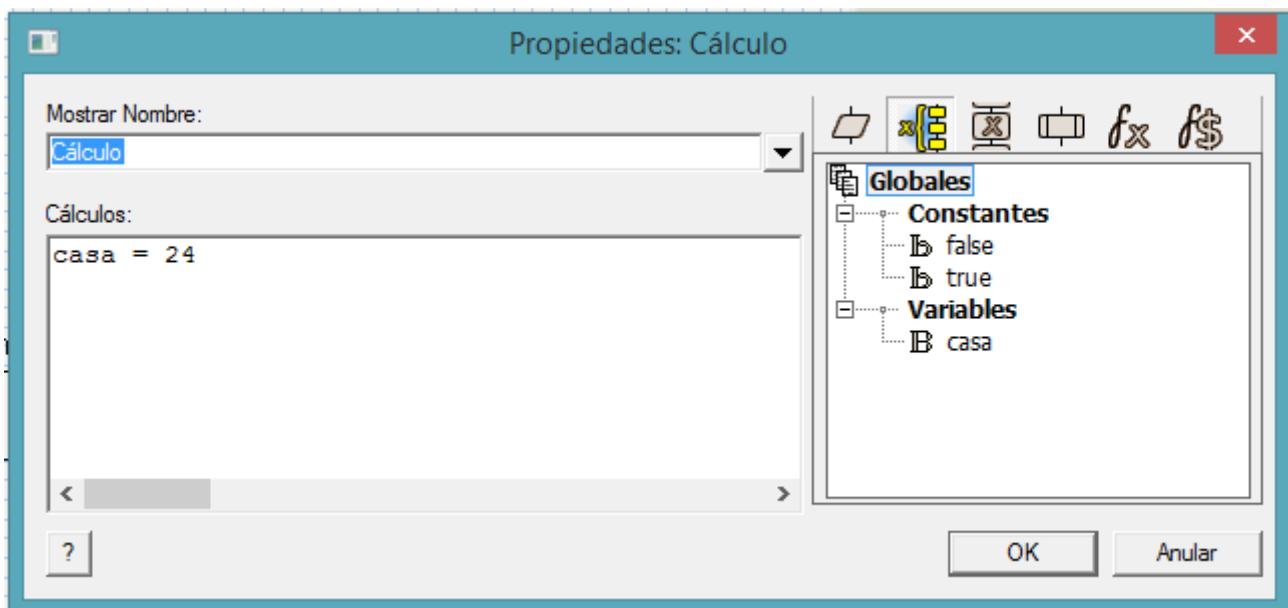 Propiedades: Cálculo
Mostrar Nombre:
Cálculo
Cálculos:
casa = 24
Globales
Constantes
false
true
Variables
casa
?
OK
Anular